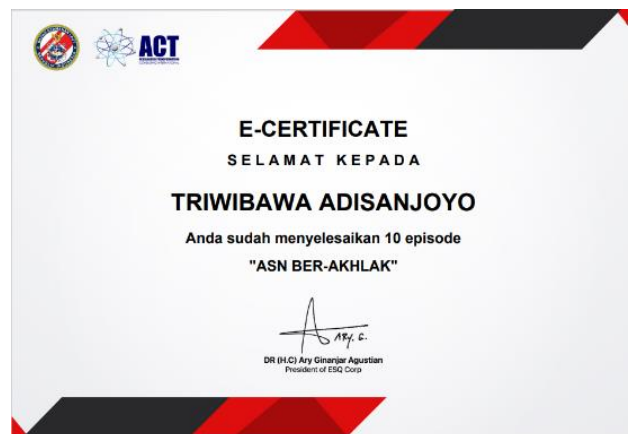 ACT
E-CERTIFICATE
SELAMAT KEPADA
TRIWIBAWA ADISANJOYO
Anda sudah menyelesaikan 10 episode
"ASN BER-AKHLAK"
ARY. G.
DR (H.C) Ary Ginanjar Agustian
President of ESQ Corp